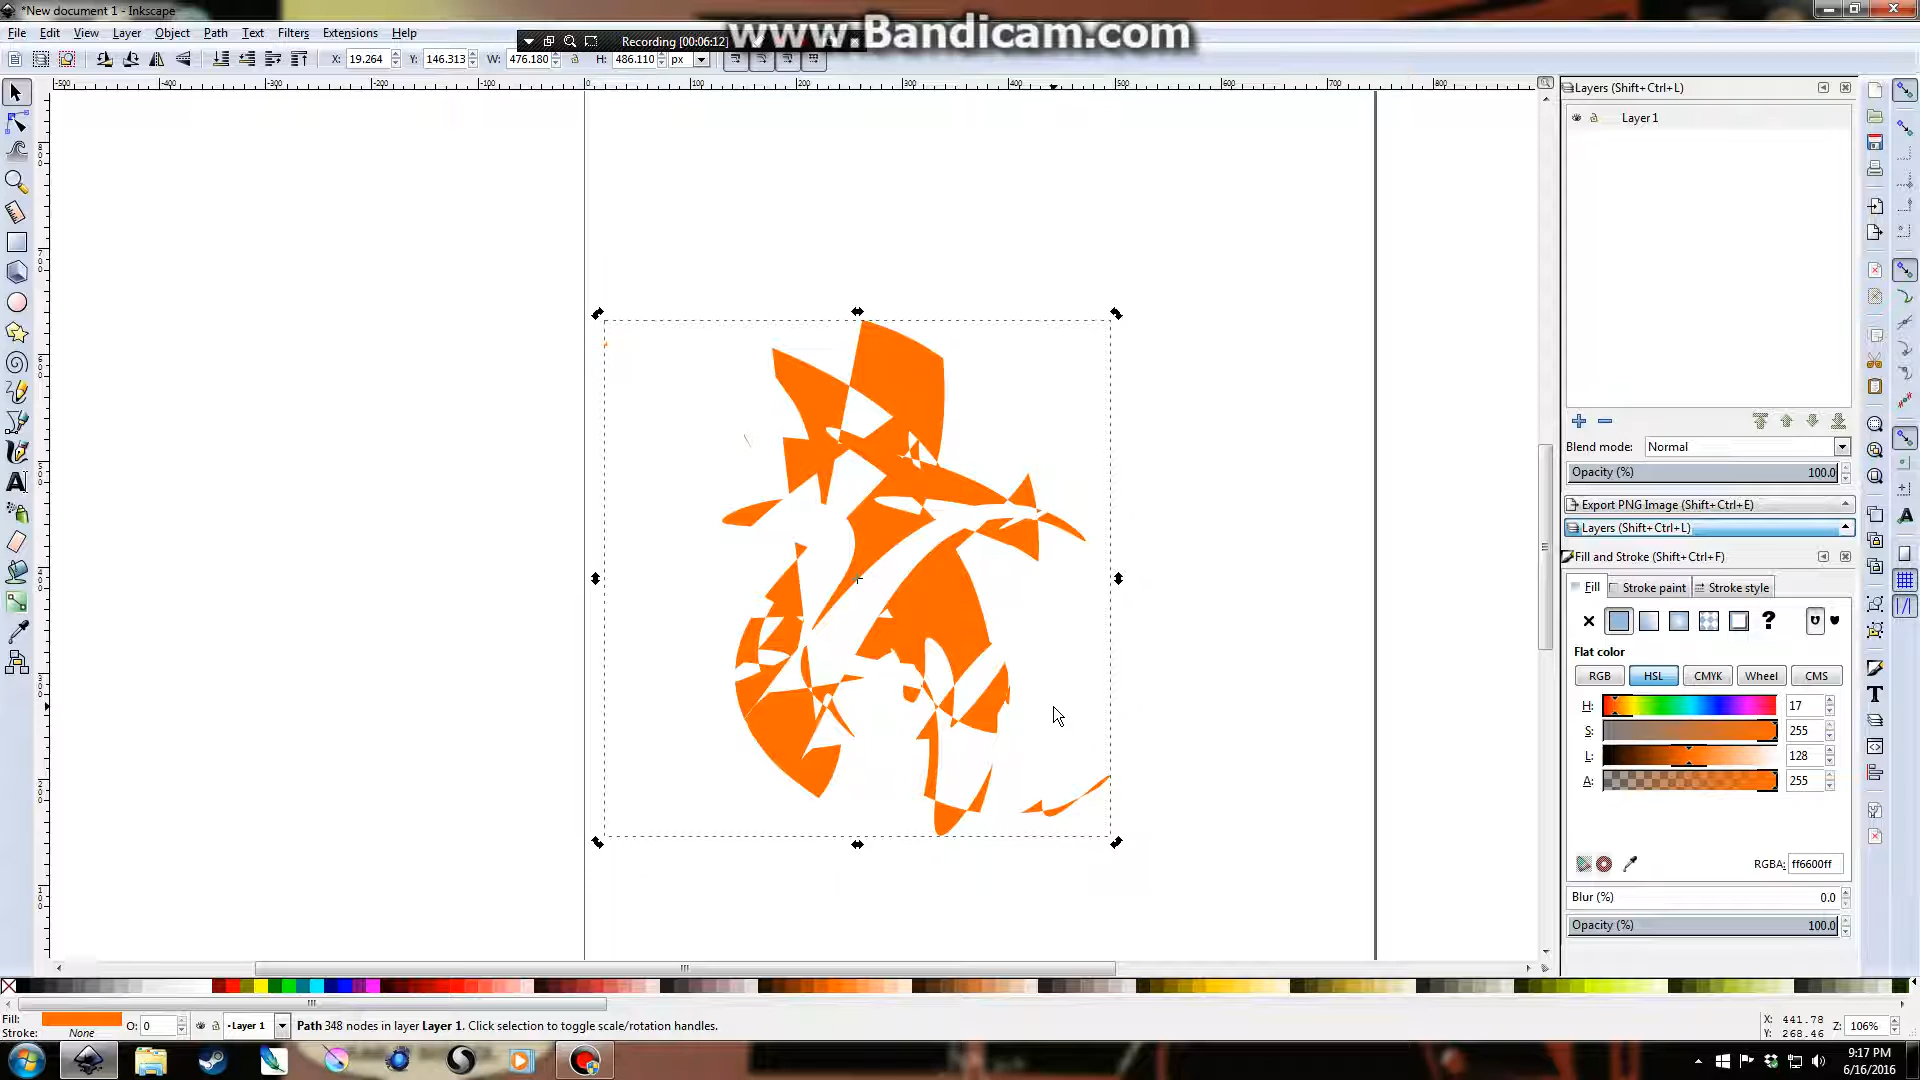 *New document 1 - Inkscape
www.Bandicam.com
File Edit View Layer Object Path Text Filters Extensions Help
Recording [00:06:12]
X: 19.264 Y: 146.313 W: 476.180 H: 486.110 px
Layers (Shift+Ctrl+L)
Layer 1
Blend mode: Normal
Opacity (%) 100.0
Export PNG Image (Shift+Ctrl+E)
Layers (Shift+Ctrl+L)
Fill and Stroke (Shift+Ctrl+F)
Fill Stroke paint Stroke style
Flat color
RGB HSL CMYK Wheel CMS
H: 17
S: 255
L: 128
A: 255
RGBA: ff6600ff
Blur (%) 0.0
Opacity (%) 100.0
Fill:
Stroke: None
O: 0
•Layer 1
Path 348 nodes in layer Layer 1. Click selection to toggle scale/rotation handles.
X: 441.78
Y: 268.46
Z: 106%
9:17 PM
6/16/2016